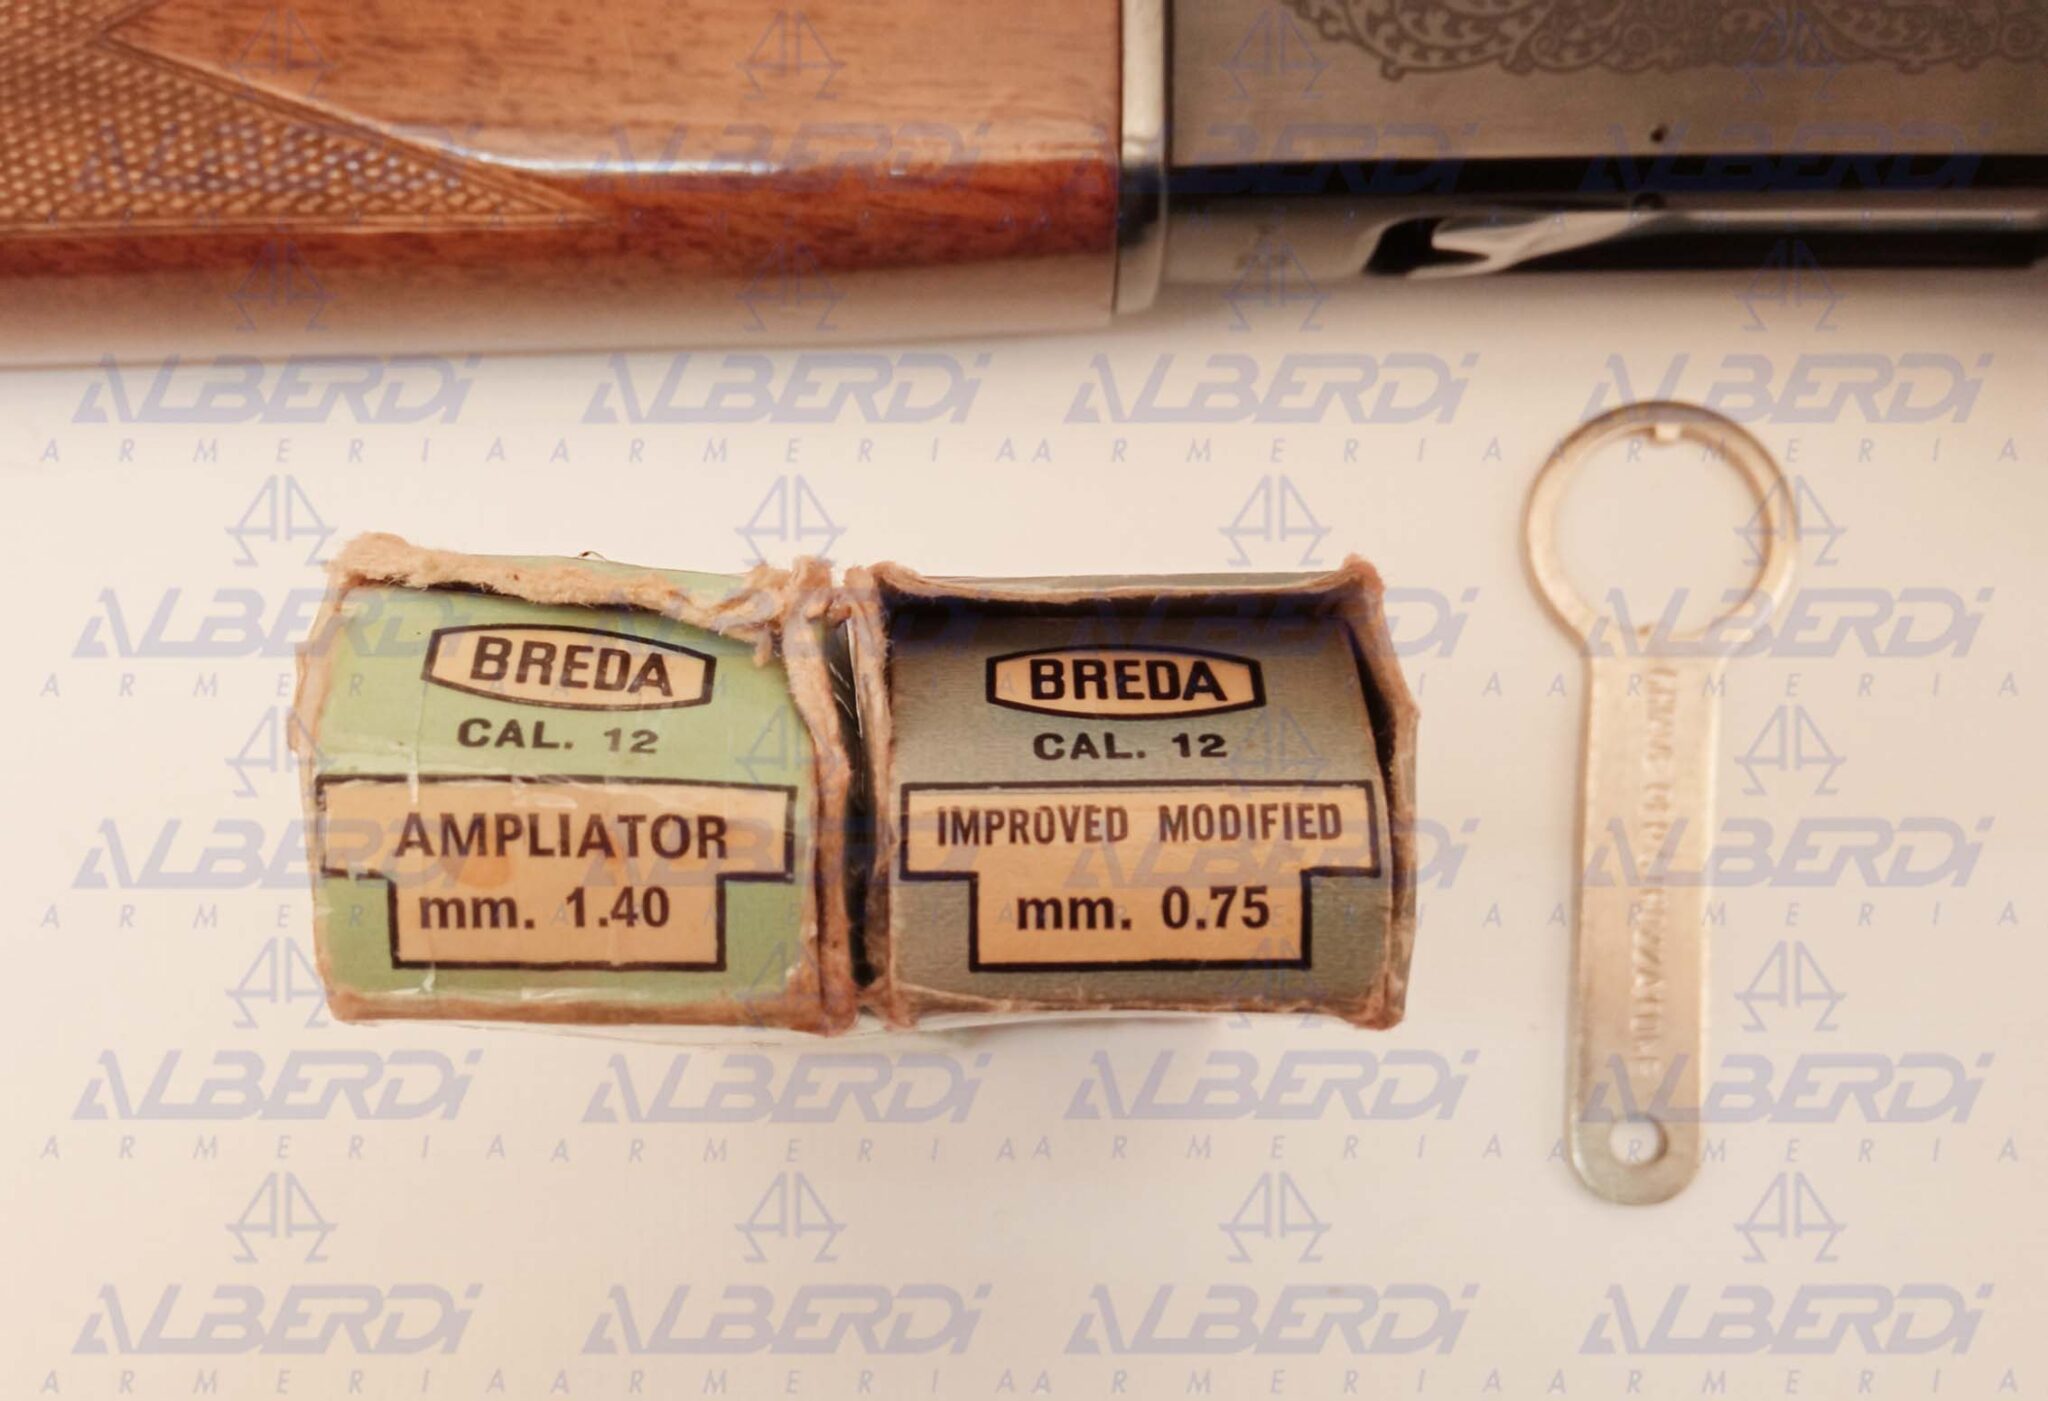 BREDA
CAL. 12
AMPLIATOR
mm. 1.40
BREDA
CAL. 12
IMPROVED MODIFIED
mm. 0.75
ALBERDi
ARMERIA